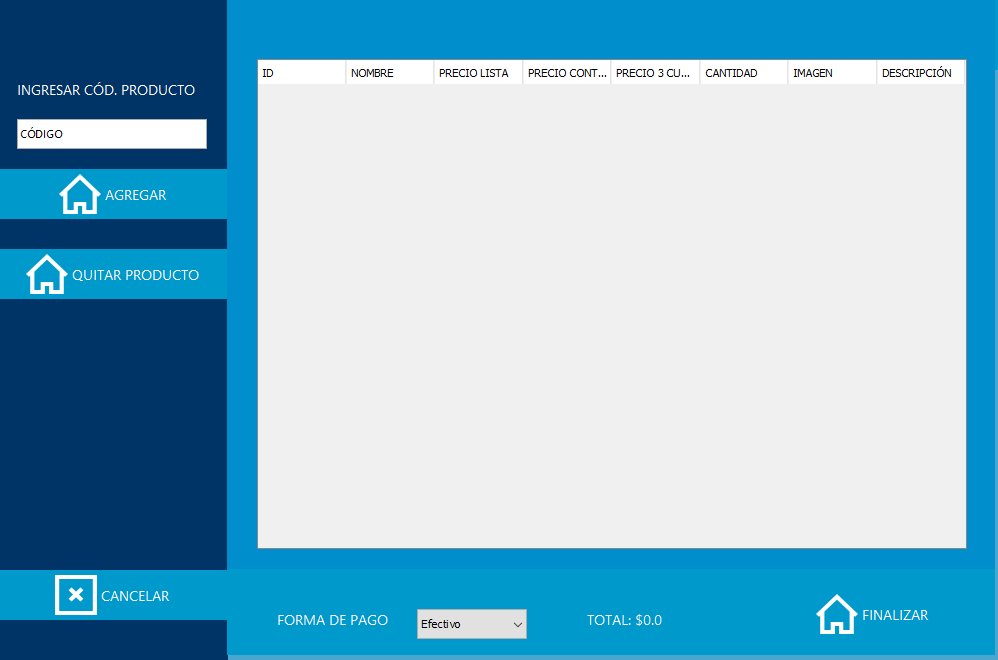 INGRESAR CÓD. PRODUCTO
CÓDIGO
AGREGAR
QUITAR PRODUCTO
CANCELAR
ID NOMBRE PRECIO LISTA PRECIO CONT... PRECIO 3 CU... CANTIDAD IMAGEN DESCRIPCIÓN
FORMA DE PAGO Efectivo TOTAL: $0.0 FINALIZAR